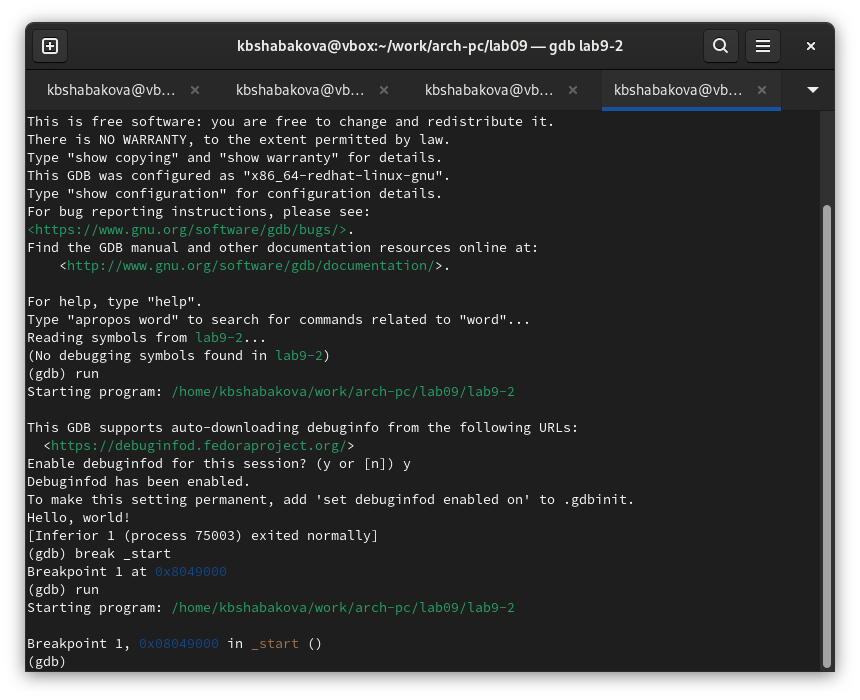 kbshabakova@vbox:~/work/arch-pc/lab09 — gdb lab9-2
kbshabakova@vb... × kbshabakova@vb... × kbshabakova@vb... × kbshabakova@vb... ×
This is free software: you are free to change and redistribute it.
There is NO WARRANTY, to the extent permitted by law.
Type "show copying" and "show warranty" for details.
This GDB was configured as "x86_64-redhat-linux-gnu".
Type "show configuration" for configuration details.
For bug reporting instructions, please see:
<https://www.gnu.org/software/gdb/bugs/>.
Find the GDB manual and other documentation resources online at:
    <http://www.gnu.org/software/gdb/documentation/>.

For help, type "help".
Type "apropos word" to search for commands related to "word"...
Reading symbols from lab9-2...
(No debugging symbols found in lab9-2)
(gdb) run
Starting program: /home/kbshabakova/work/arch-pc/lab09/lab9-2

This GDB supports auto-downloading debuginfo from the following URLs:
  <https://debuginfod.fedoraproject.org/>
Enable debuginfod for this session? (y or [n]) y
Debuginfod has been enabled.
To make this setting permanent, add 'set debuginfod enabled on' to .gdbinit.
Hello, world!
[Inferior 1 (process 75003) exited normally]
(gdb) break _start
Breakpoint 1 at 0x8049000
(gdb) run
Starting program: /home/kbshabakova/work/arch-pc/lab09/lab9-2

Breakpoint 1, 0x08049000 in _start ()
(gdb)